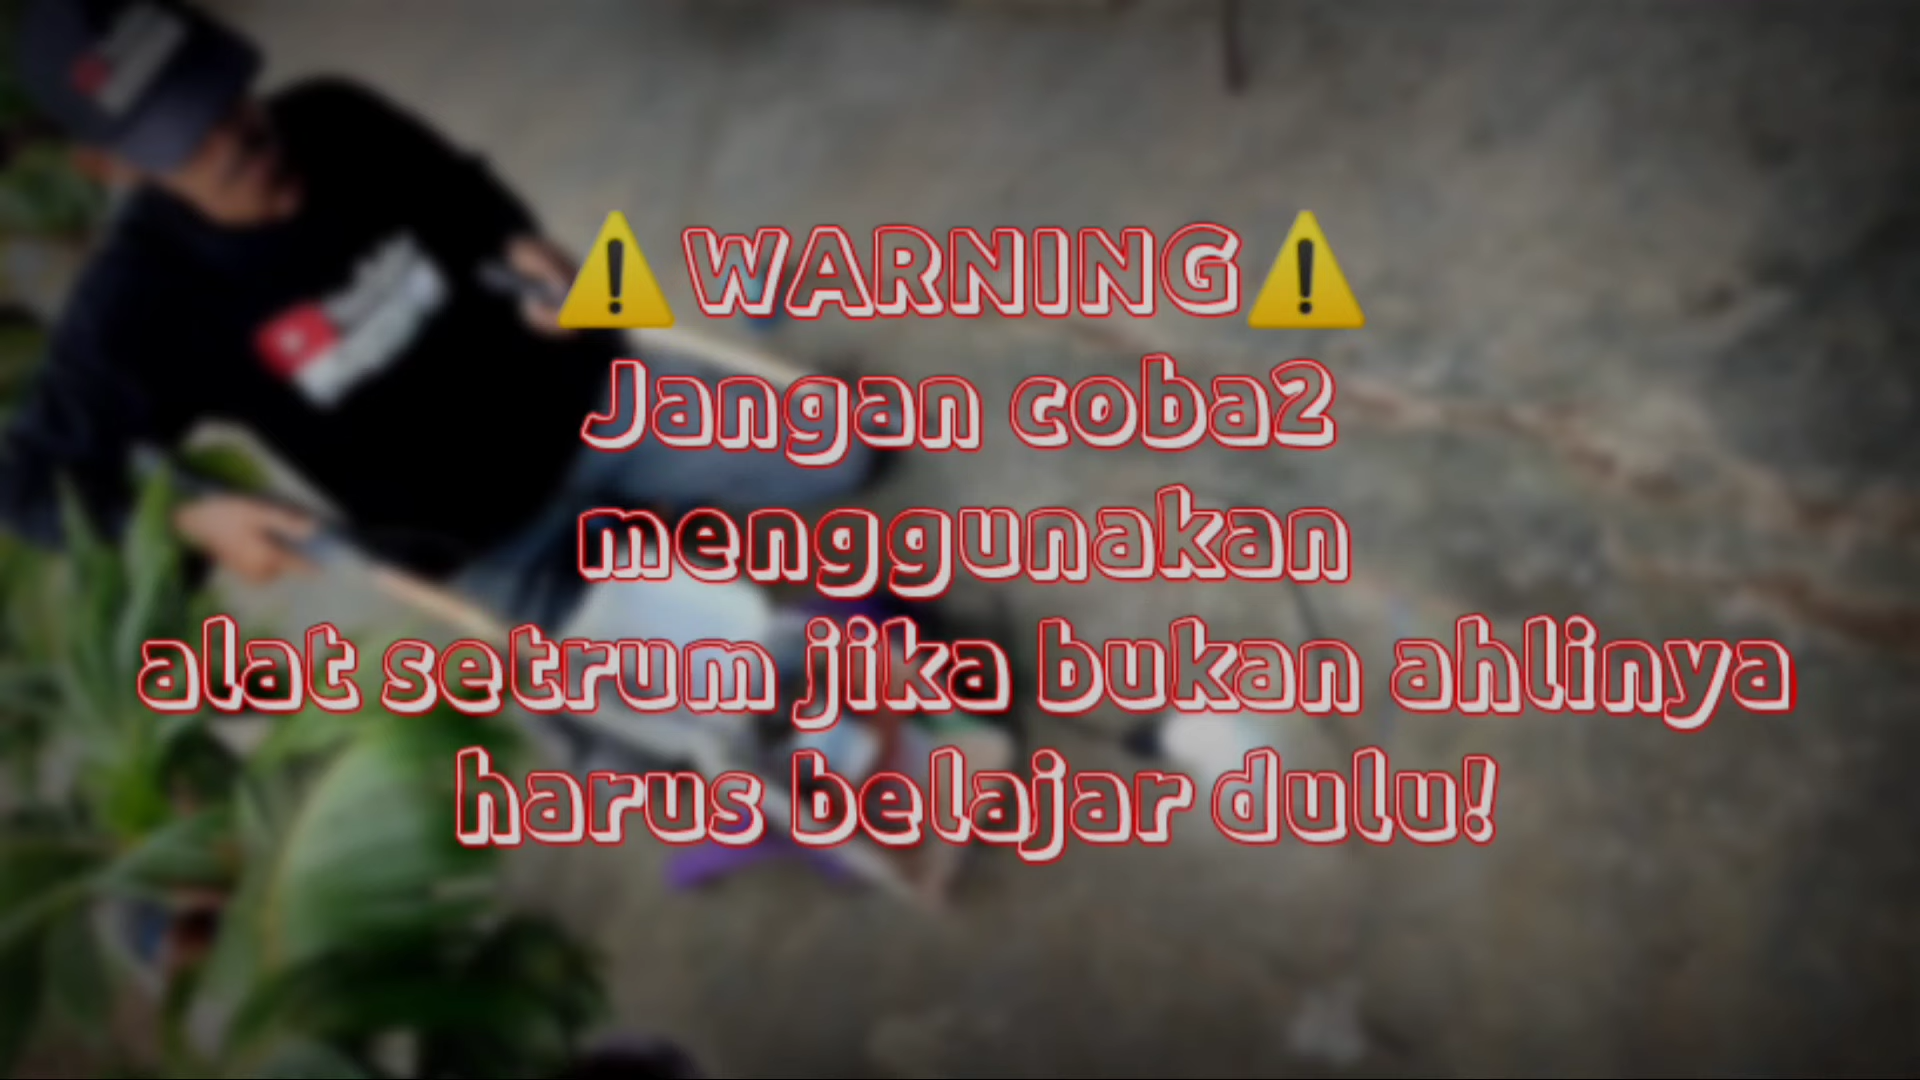 ⚠️WARNING⚠️
Jangan coba2
menggunakan
alat setrum jika bukan ahlinya
harus belajar dulu!